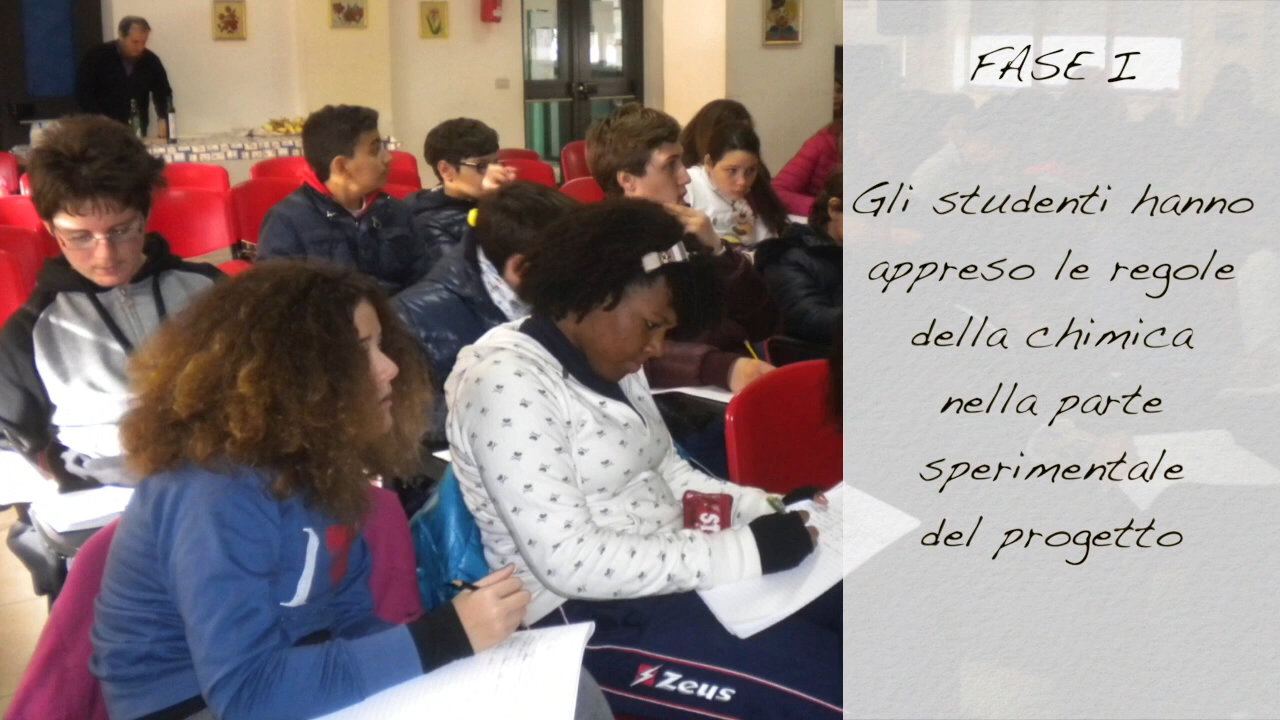 FASE I
Gli studenti hanno
appreso le regole
della chimica
nella parte
sperimentale
del progetto
Zeus